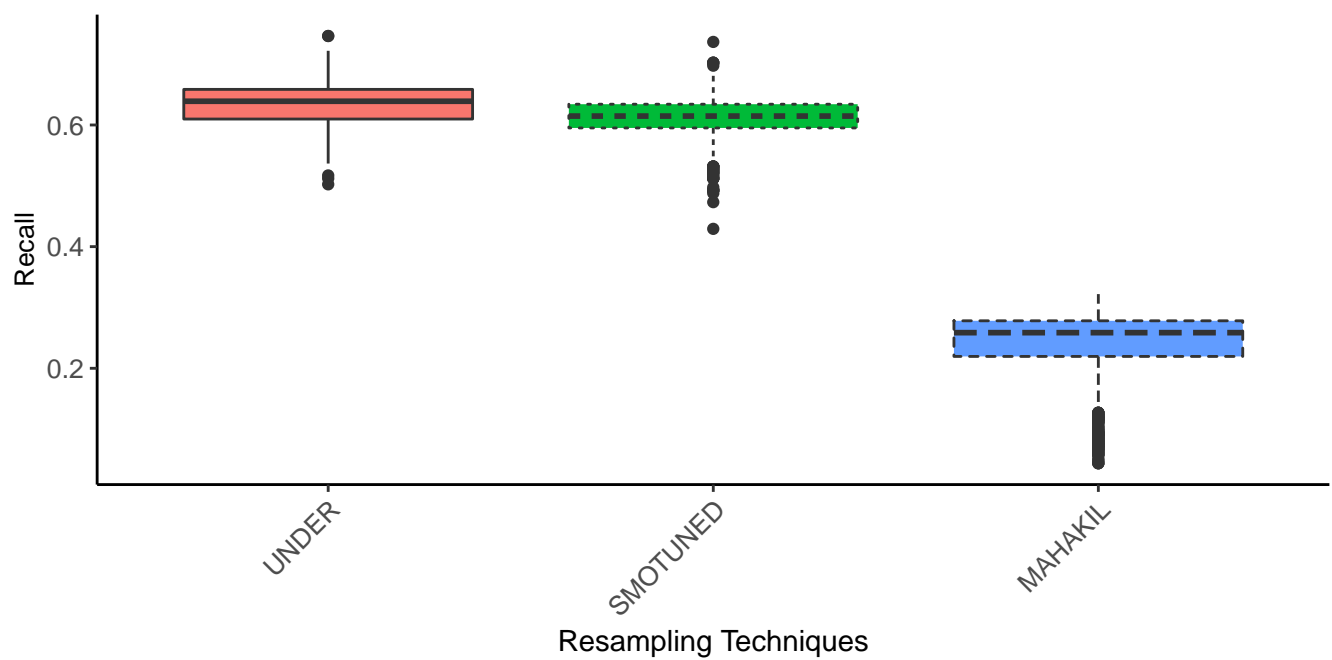 Recall
0.6
0.4
0.2
UNDER
SMOTUNED
MAHAKIL
Resampling Techniques